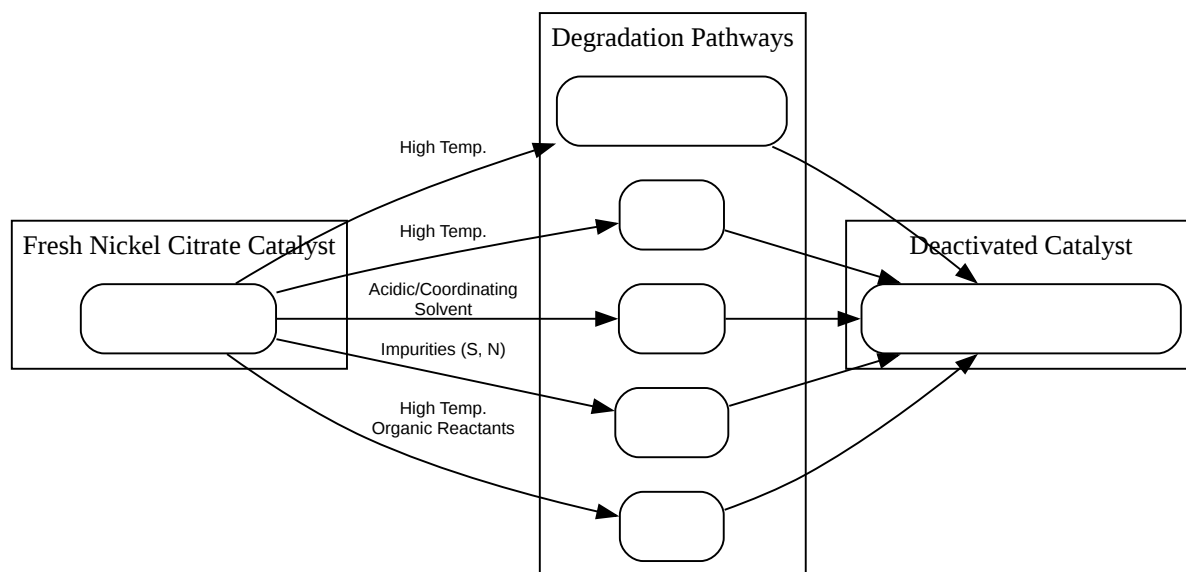 Degradation Pathways
High Temp.
Fresh Nickel Citrate Catalyst
High Temp.
Deactivated Catalyst
Acidic/Coordinating
Solvent
Impurities (S, N)
High Temp.
Organic Reactants